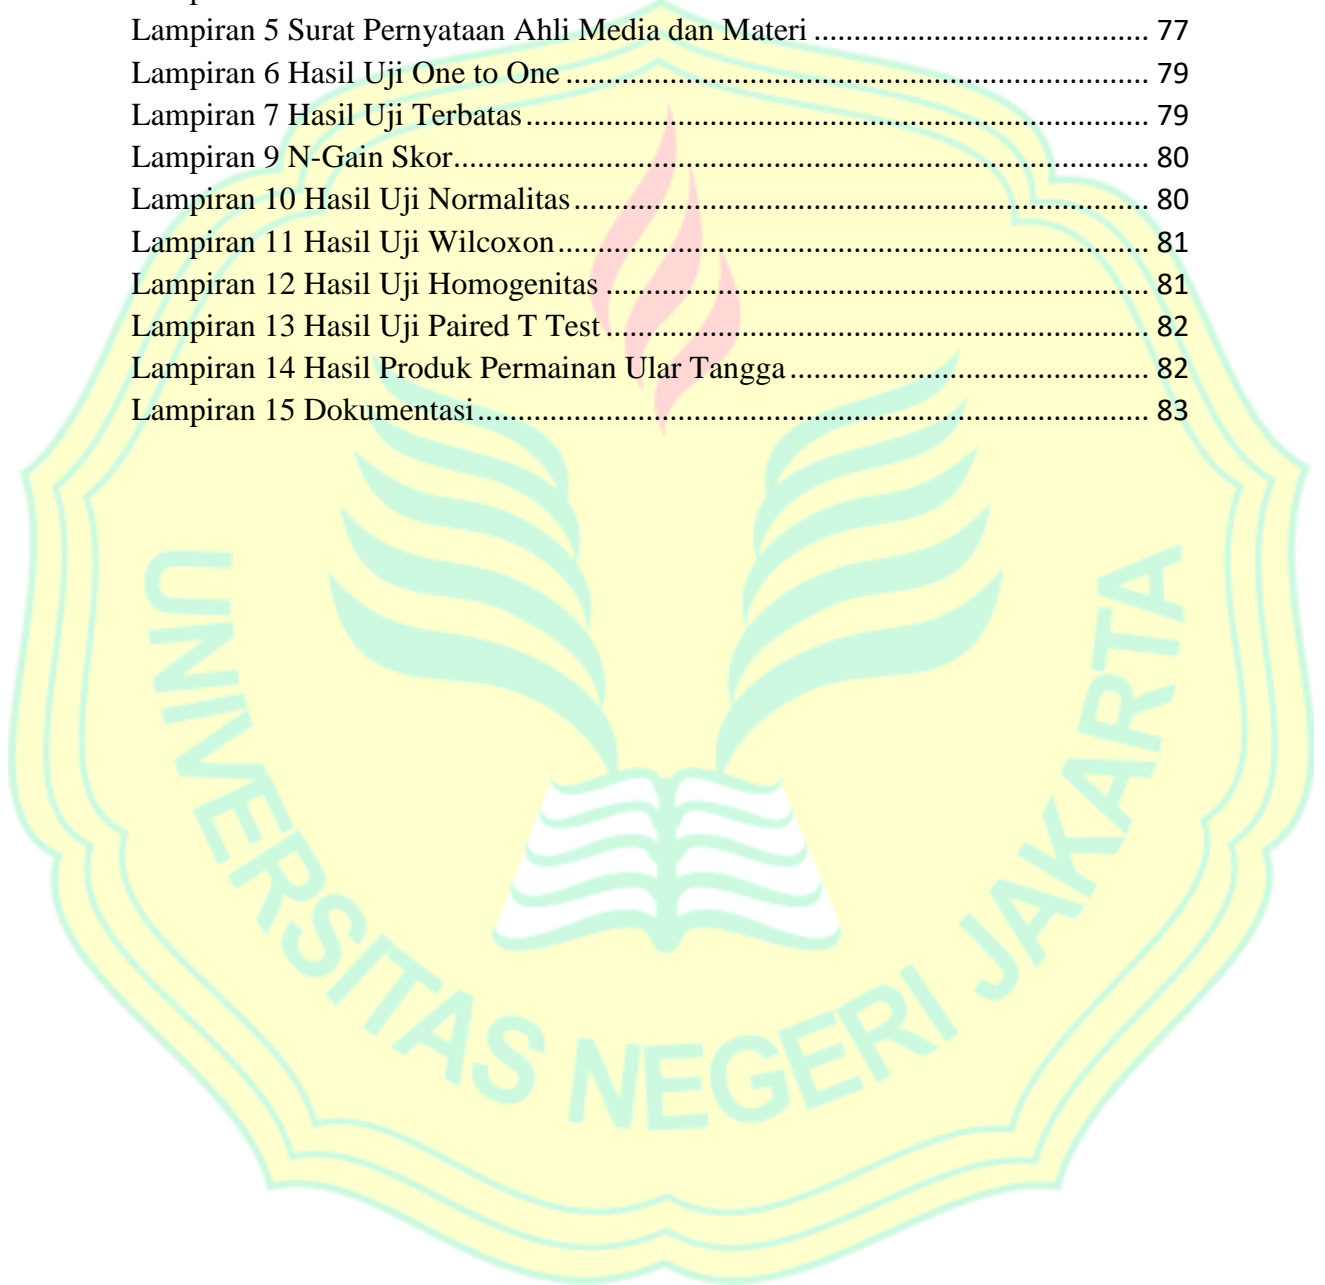 Lampiran 5 Surat Pernyataan Ahli Media dan Materi ........................................ 77
Lampiran 6 Hasil Uji One to One ...................................................................... 79
Lampiran 7 Hasil Uji Terbatas ........................................................................... 79
Lampiran 9 N-Gain Skor .................................................................................... 80
Lampiran 10 Hasil Uji Normalitas ..................................................................... 80
Lampiran 11 Hasil Uji Wilcoxon ....................................................................... 81
Lampiran 12 Hasil Uji Homogenitas ................................................................. 81
Lampiran 13 Hasil Uji Paired T Test ................................................................. 82
Lampiran 14 Hasil Produk Permainan Ular Tangga ........................................... 82
Lampiran 15 Dokumentasi ................................................................................. 83
UNIVERSITAS NEGERI JAKARTA